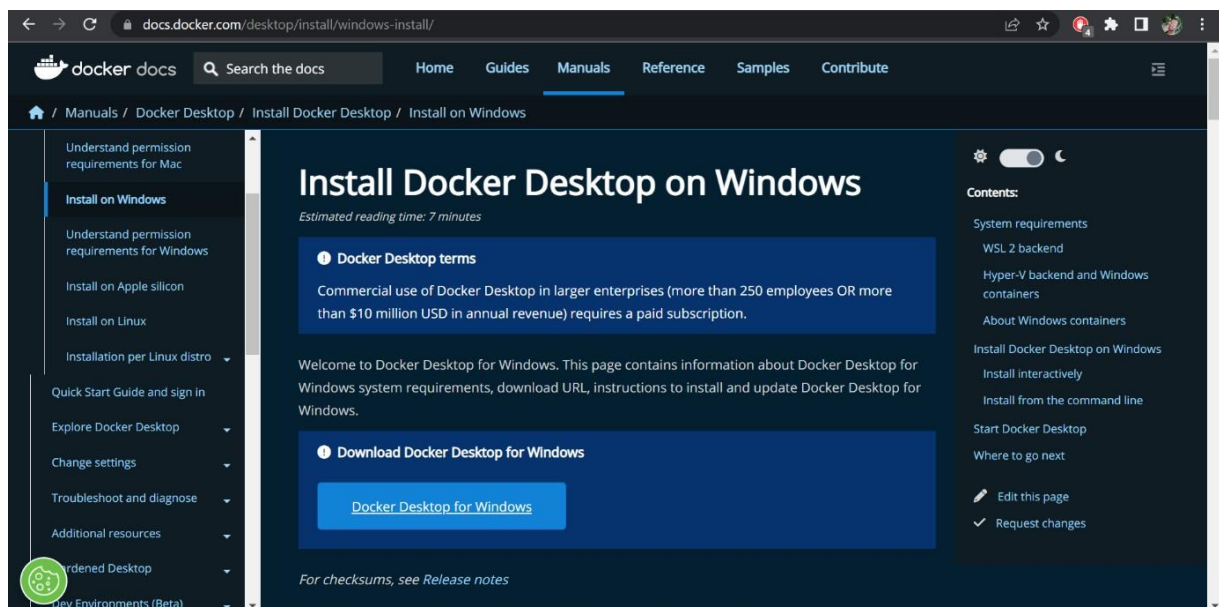 docs.docker.com/desktop/install/windows-install/
4
docker docs
Search the docs
Home
Guides
Manuals
Reference
Samples
Contribute
/ Manuals / Docker Desktop / Install Docker Desktop / Install on Windows
Understand permission
requirements for Mac
Install on Windows
Understand permission
requirements for Windows
Install on Apple silicon
Install on Linux
Installation per Linux distro
Quick Start Guide and sign in
Explore Docker Desktop
Change settings
Troubleshoot and diagnose
Additional resources
rdened Desktop
Dev Environments (Beta)
Install Docker Desktop on Windows
Estimated reading time: 7 minutes
Docker Desktop terms
Commercial use of Docker Desktop in larger enterprises (more than 250 employees OR more
than $10 million USD in annual revenue) requires a paid subscription.
Welcome to Docker Desktop for Windows. This page contains information about Docker Desktop for
Windows system requirements, download URL, instructions to install and update Docker Desktop for
Windows.
Download Docker Desktop for Windows
Docker Desktop for Windows
For checksums, see Release notes
Contents:
System requirements
WSL 2 backend
Hyper-V backend and Windows
containers
About Windows containers
Install Docker Desktop on Windows
Install interactively
Install from the command line
Start Docker Desktop
Where to go next
Edit this page
Request changes